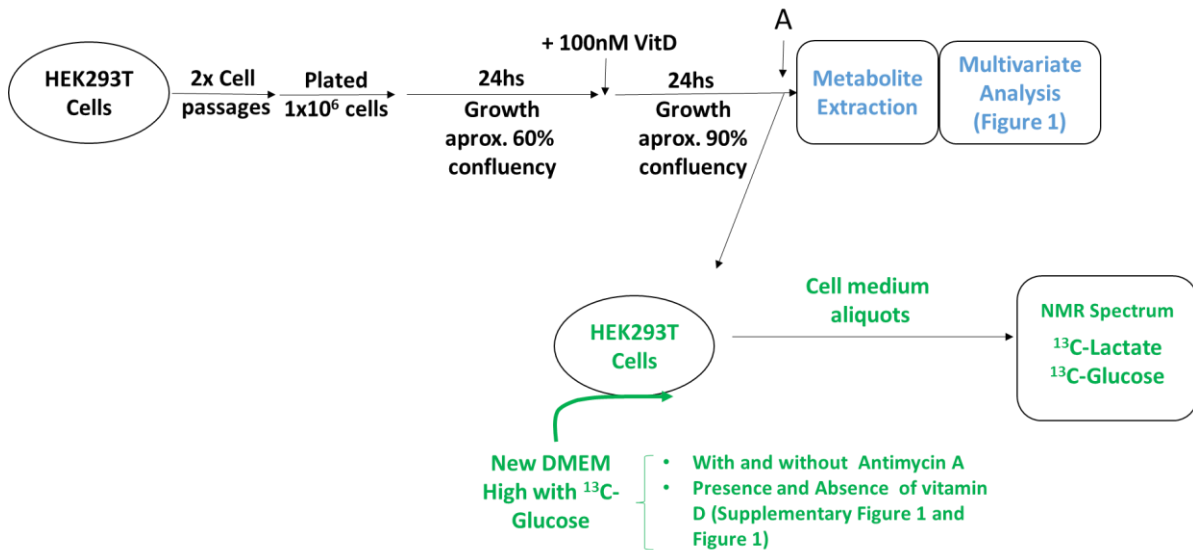 A
+ 100nM VitD
HEK293T
Cells
2x Cell
passages
Plated
1x10⁶ cells
24hs
Growth
aprox. 60%
confluency
24hs
Growth
aprox. 90%
confluency
Metabolite
Extraction
Multivariate
Analysis
(Figure 1)
HEK293T
Cells
Cell medium
aliquots
NMR Spectrum
¹³C-Lactate
¹³C-Glucose
New DMEM
High with ¹³C-
Glucose
• With and without Antimycin A
• Presence and Absence of vitamin
D (Supplementary Figure 1 and
Figure 1)